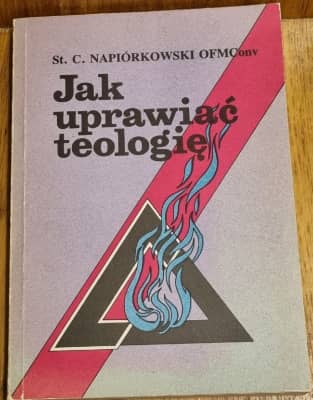 St. C. NAPIÓRKOWSKI OFMConv
Jak
uprawiać
teologię